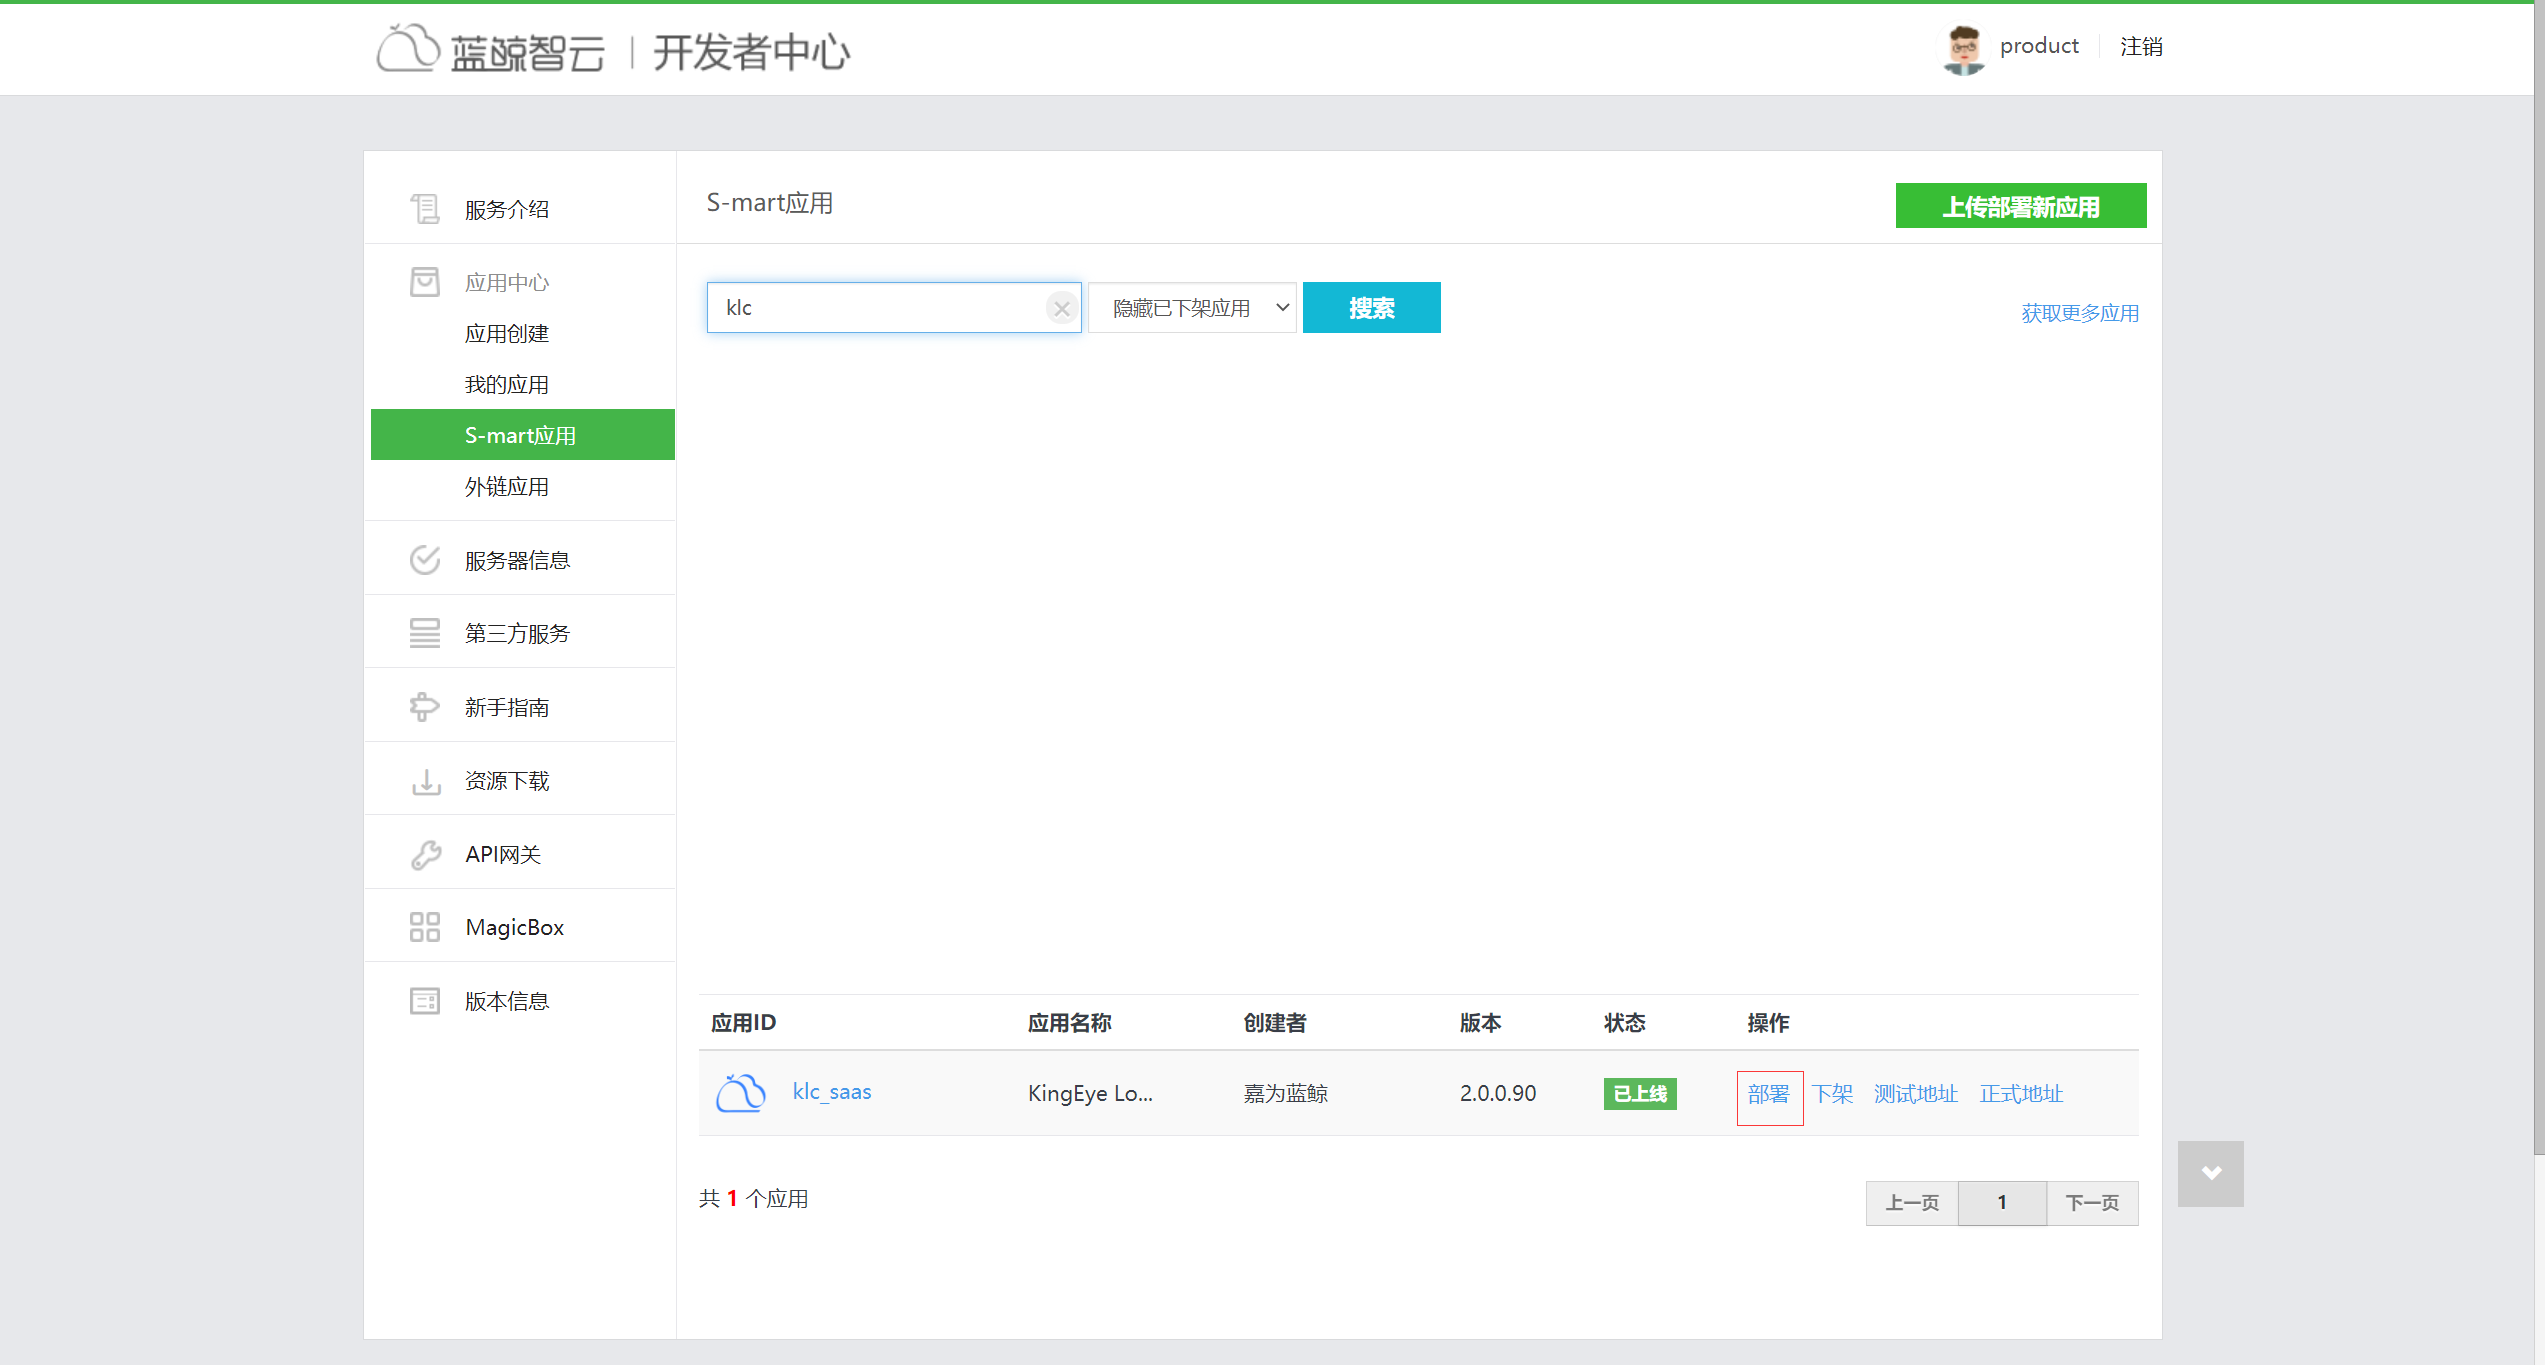 蓝鲸智云 | 开发者中心
product 注销
服务介绍
应用中心
应用创建
我的应用
S-mart应用
外链应用
服务器信息
第三方服务
新手指南
资源下载
API网关
MagicBox
版本信息
S-mart应用
上传部署新应用
klc 隐藏已下架应用 搜索
获取更多应用
应用ID 应用名称 创建者 版本 状态 操作
klc_saas KingEye Lo... 嘉为蓝鲸 2.0.0.90 已上线 部署 下架 测试地址 正式地址
共 1 个应用
上一页 1 下一页